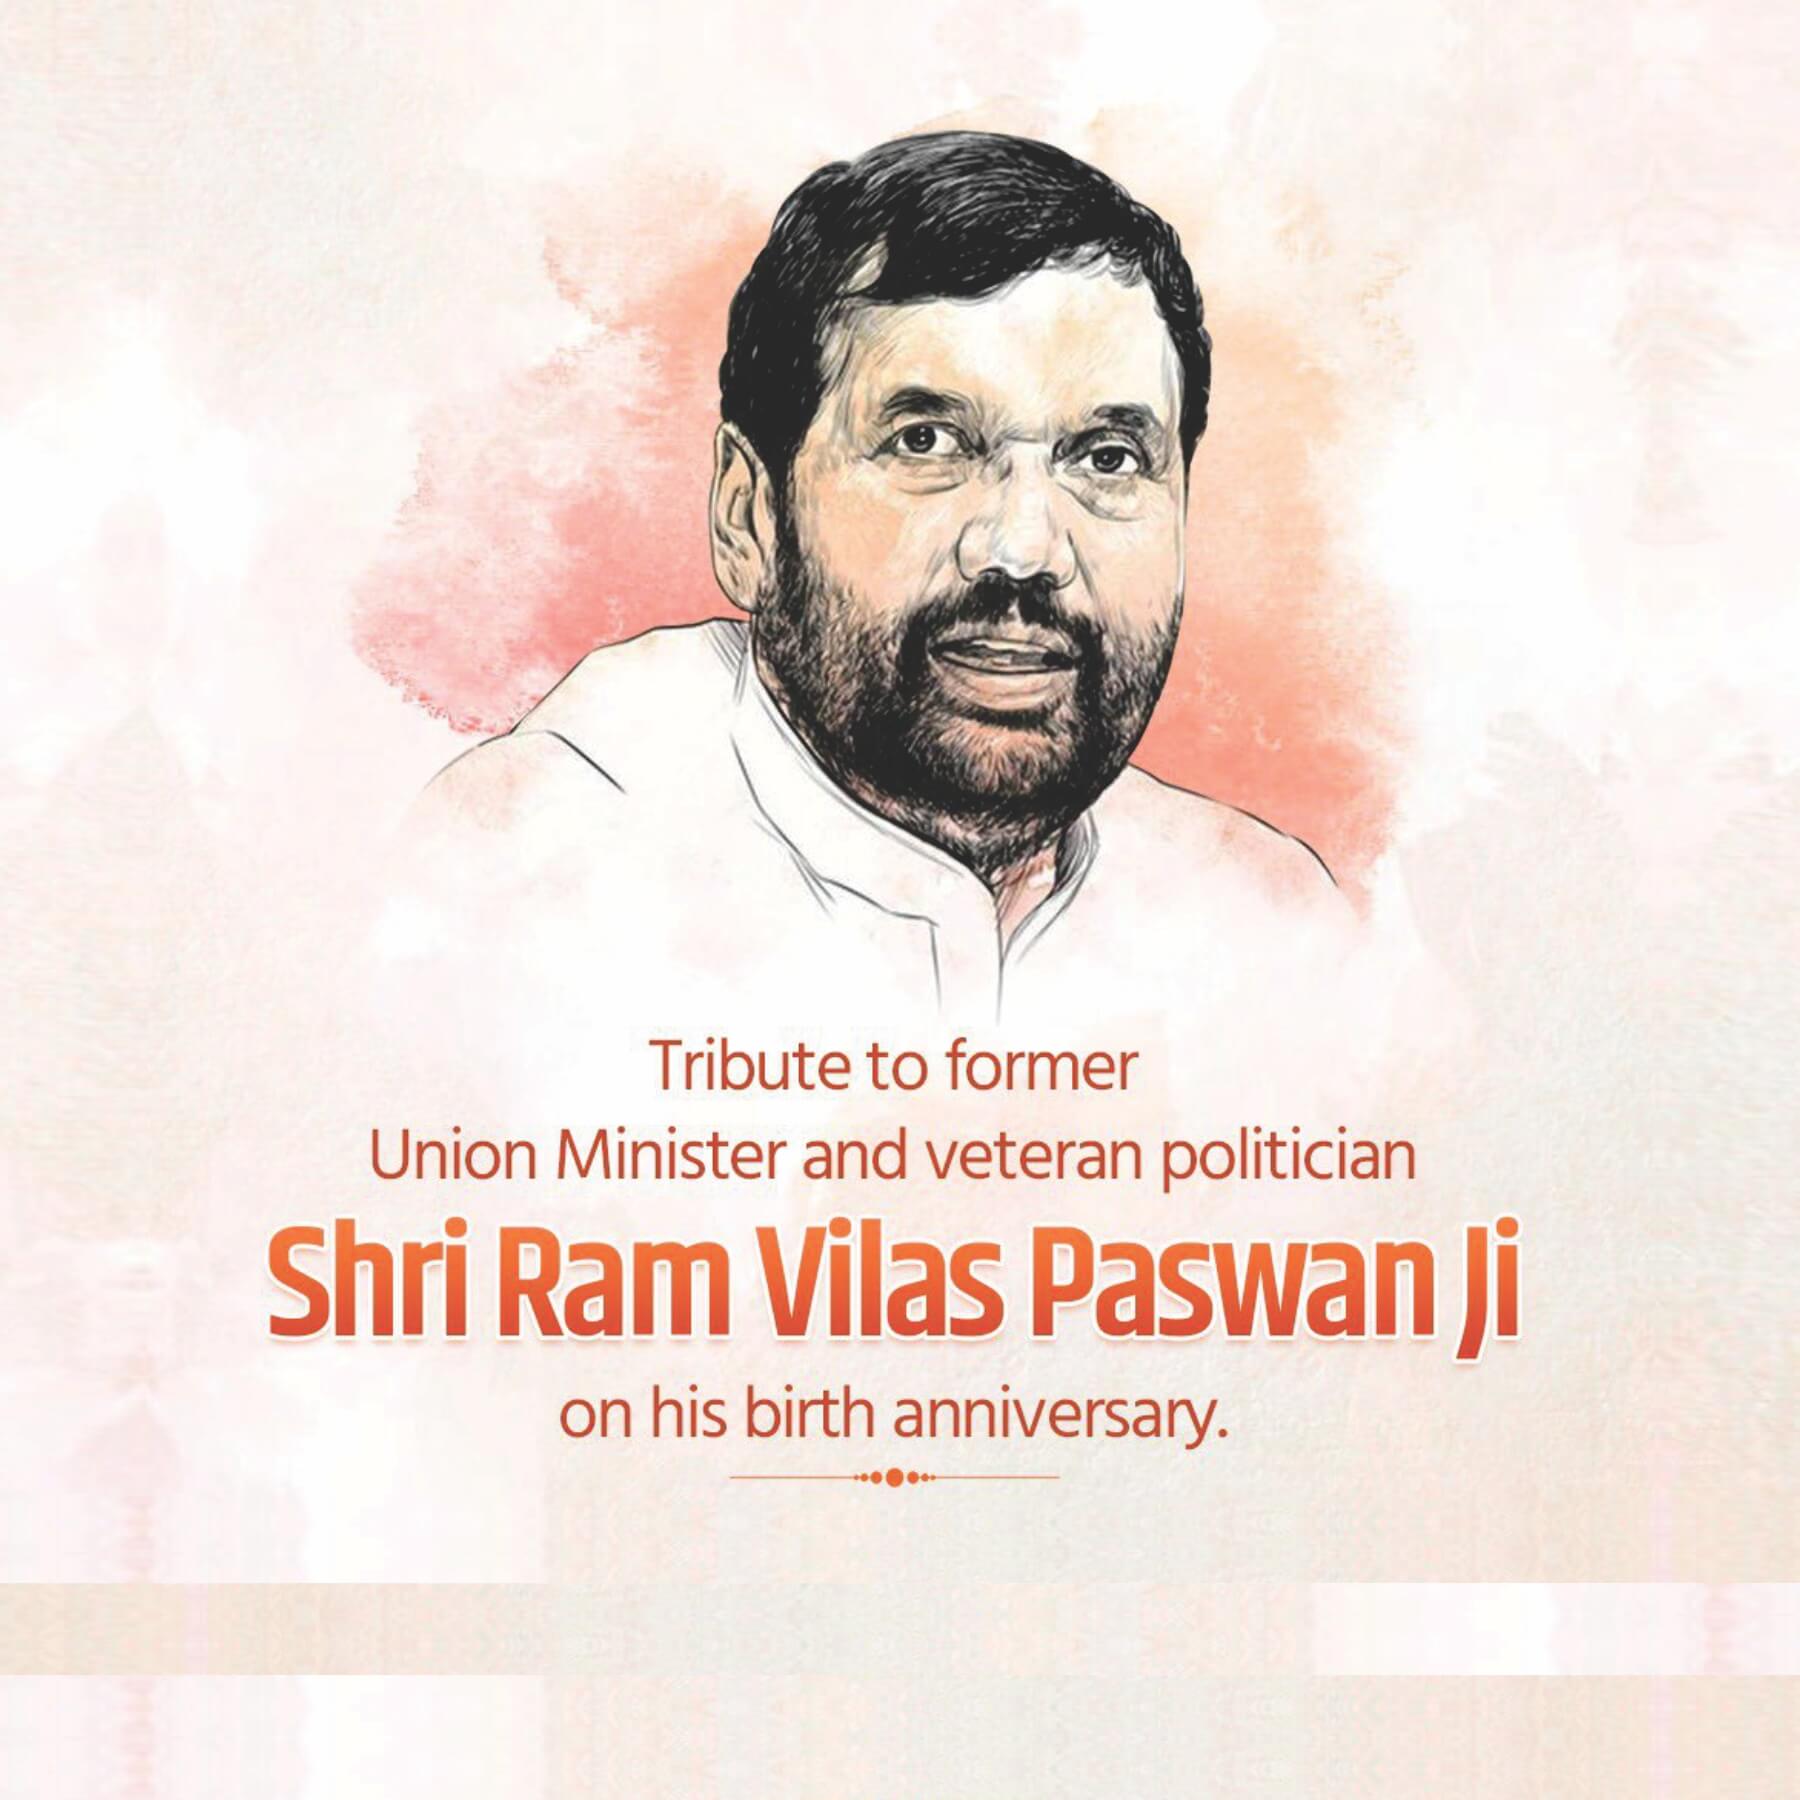 Tribute to former
Union Minister and veteran politician
Shri Ram Vilas Paswan Ji
on his birth anniversary.